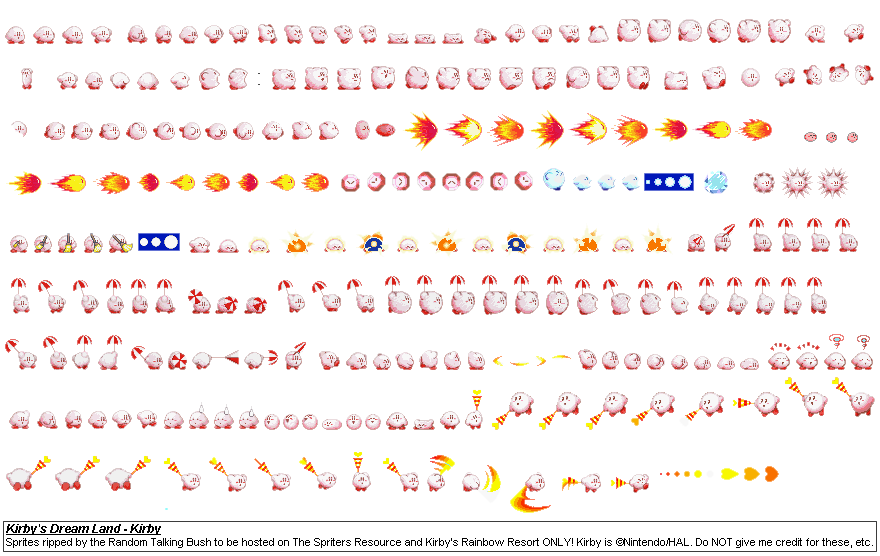 Kirby's Dream Land - Kirby
Sprites ripped by the Random Talking Bush to be hosted on The Spriters Resource and Kirby's Rainbow Resort ONLY! Kirby is ©Nintendo/HAL. Do NOT give me credit for these, etc.